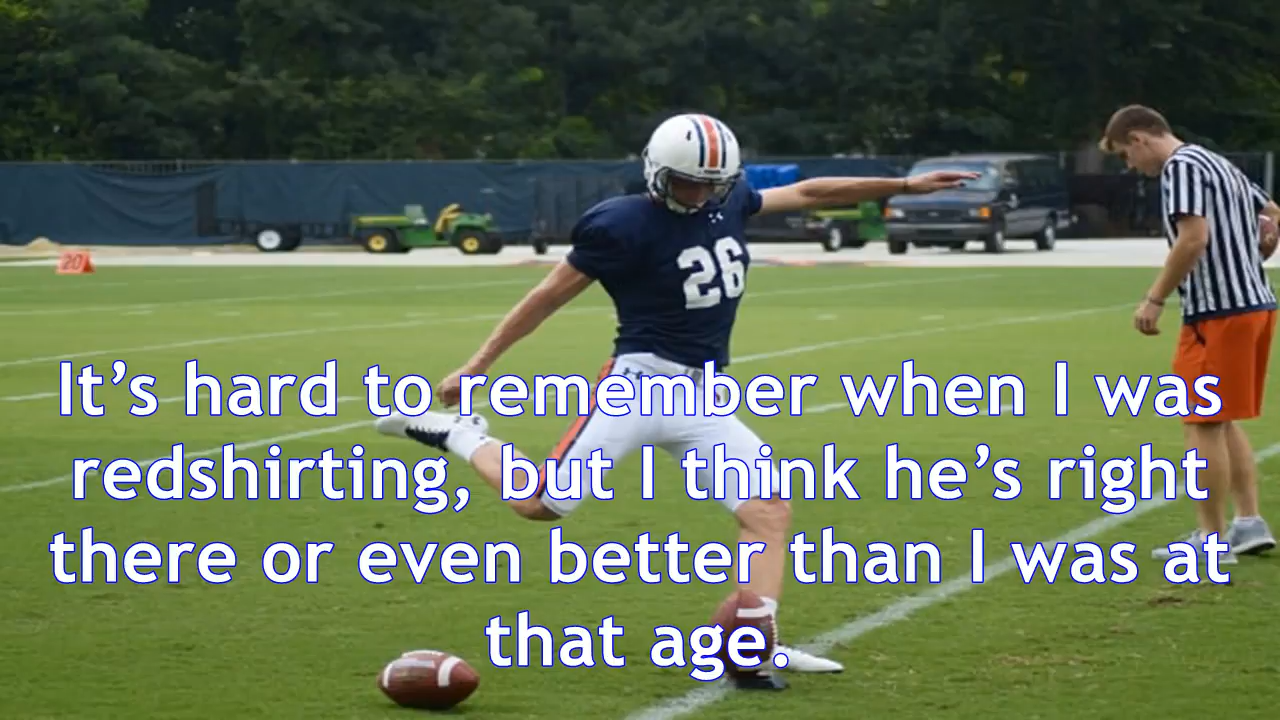 20
26
It’s hard to remember when I was
redshirting, but I think he’s right
there or even better than I was at
that age.